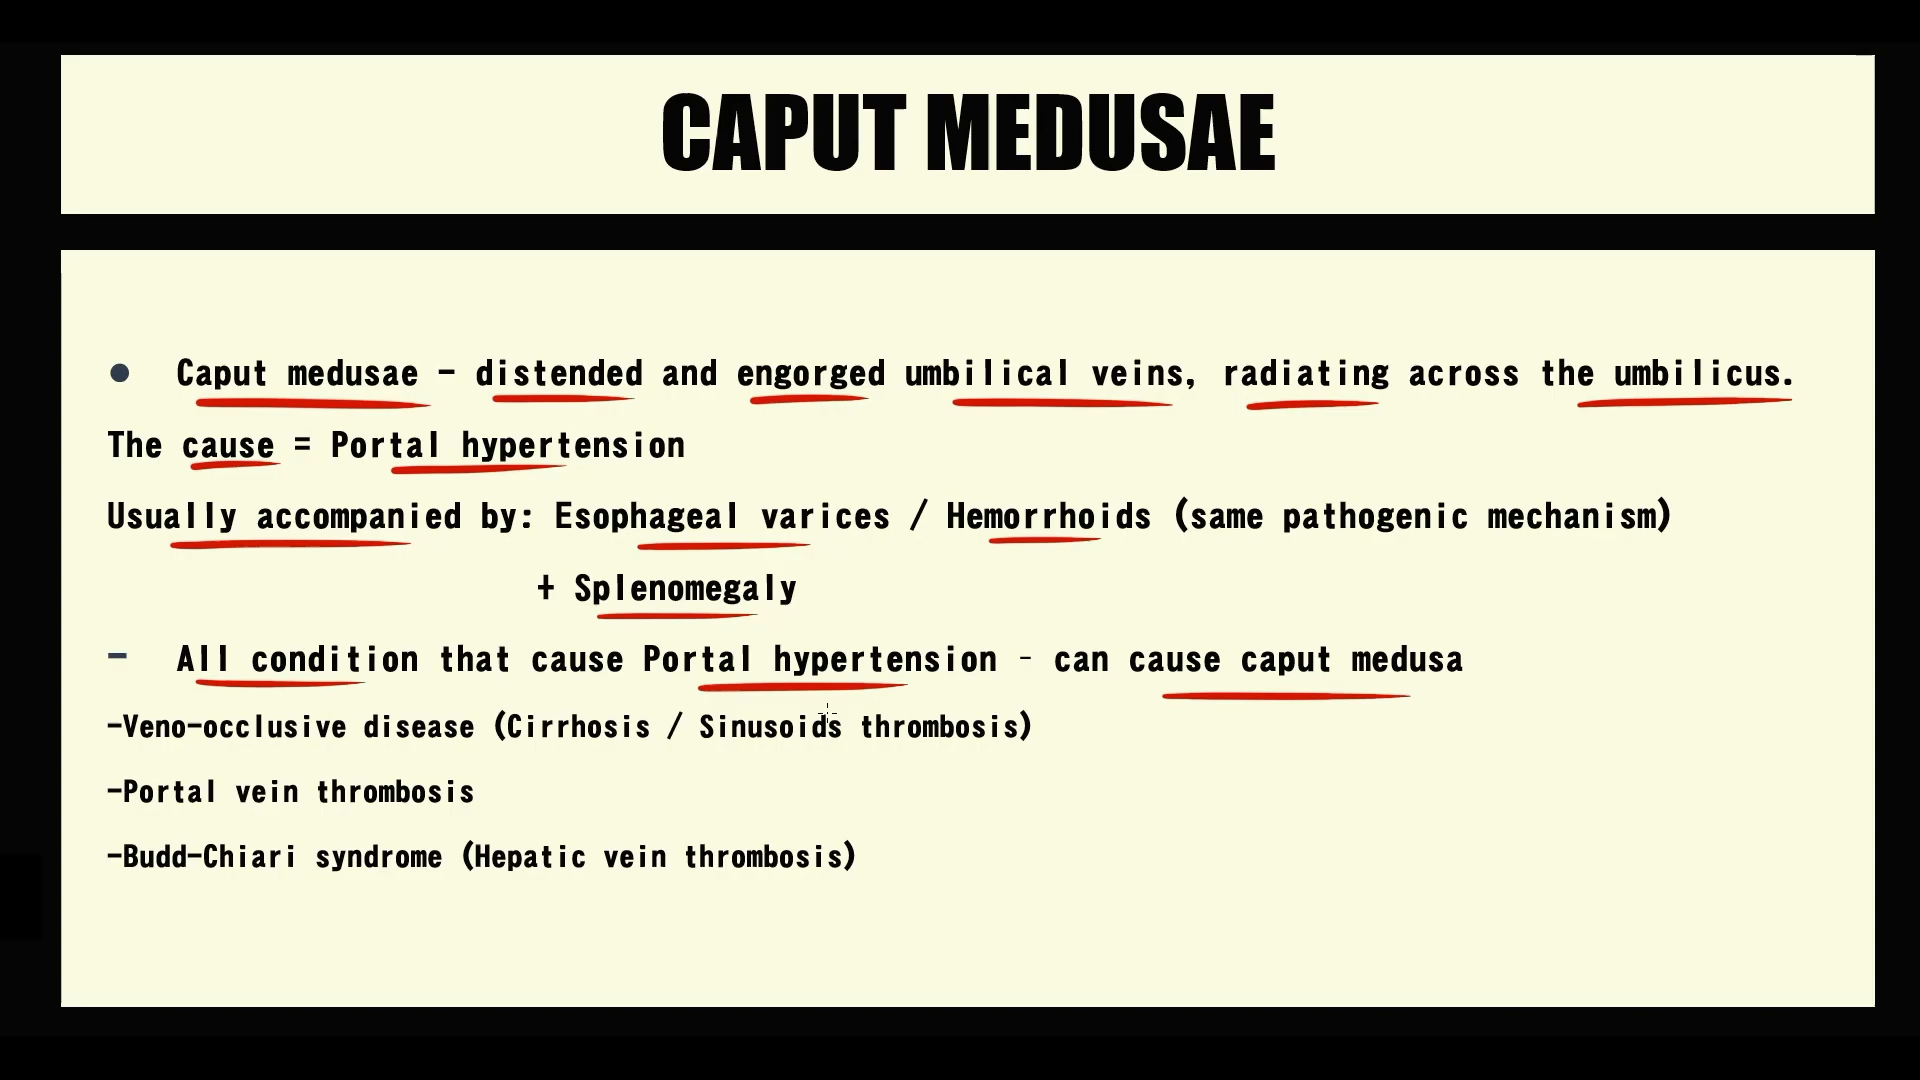 CAPUT MEDUSAE
● Caput medusae – distended and engorged umbilical veins, radiating across the umbilicus.
The cause = Portal hypertension
Usually accompanied by: Esophageal varices / Hemorrhoids (same pathogenic mechanism)
+ Splenomegaly
– All condition that cause Portal hypertension - can cause caput medusa
-Veno-occlusive disease (Cirrhosis / Sinusoids thrombosis)
-Portal vein thrombosis
-Budd-Chiari syndrome (Hepatic vein thrombosis)